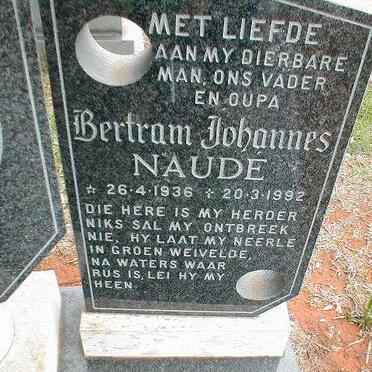 MET LIEFDE
AAN MY DIERBARE
MAN, ONS VADER
EN OUPA
Bertram Johannes
NAUDE
☆ 26-4-1936 + 20-3-1992
DIE HERE IS MY HERDER
NIKS SAL MY ONTBREEK
NIE, HY LAAT MY NEERLE
IN GROEN WEIVELDE,
NA WATERS WAAR
RUS IS, LEI HY MY
HEEN.